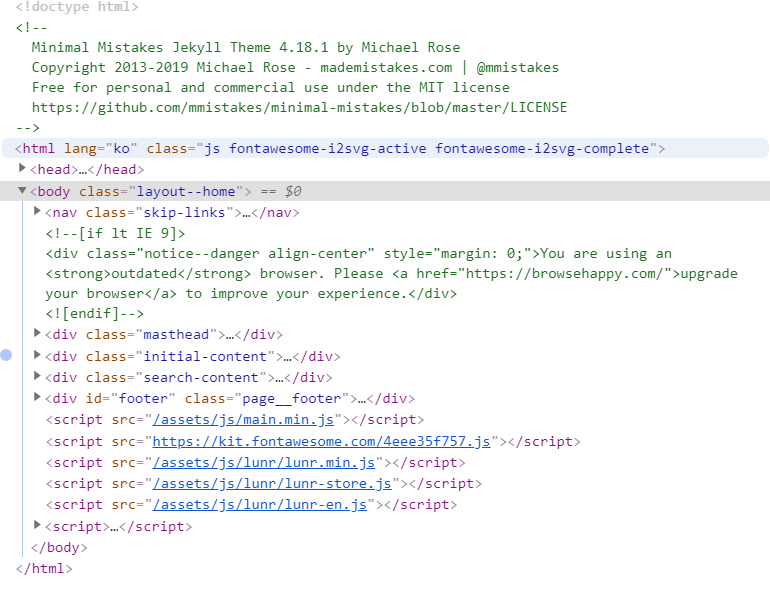 <!doctype html>
<!--
Minimal Mistakes Jekyll Theme 4.18.1 by Michael Rose
Copyright 2013-2019 Michael Rose - mademistakes.com | @mmistakes
Free for personal and commercial use under the MIT license
https://github.com/mmistakes/minimal-mistakes/blob/master/LICENSE
-->
<html lang="ko" class="js fontawesome-i2svg-active fontawesome-i2svg-complete">
<head>…</head>
<body class="layout--home"> == $0
<nav class="skip-links">…</nav>
<!--[if lt IE 9]>
<div class="notice--danger align-center" style="margin: 0;">You are using an
<strong>outdated</strong> browser. Please <a href="https://browsehappy.com/">upgrade
your browser</a> to improve your experience.</div>
<![endif]-->
<div class="masthead">…</div>
<div class="initial-content">…</div>
<div class="search-content">…</div>
<div id="footer" class="page__footer">…</div>
<script src="/assets/js/main.min.js"></script>
<script src="https://kit.fontawesome.com/4eee35f757.js"></script>
<script src="/assets/js/lunr/lunr.min.js"></script>
<script src="/assets/js/lunr/lunr-store.js"></script>
<script src="/assets/js/lunr/lunr-en.js"></script>
<script>…</script>
</body>
</html>